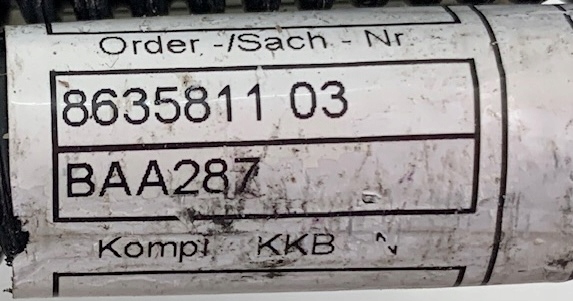 Order -/Sach - Nr
8635811 03
BAA287
Kompl KKB